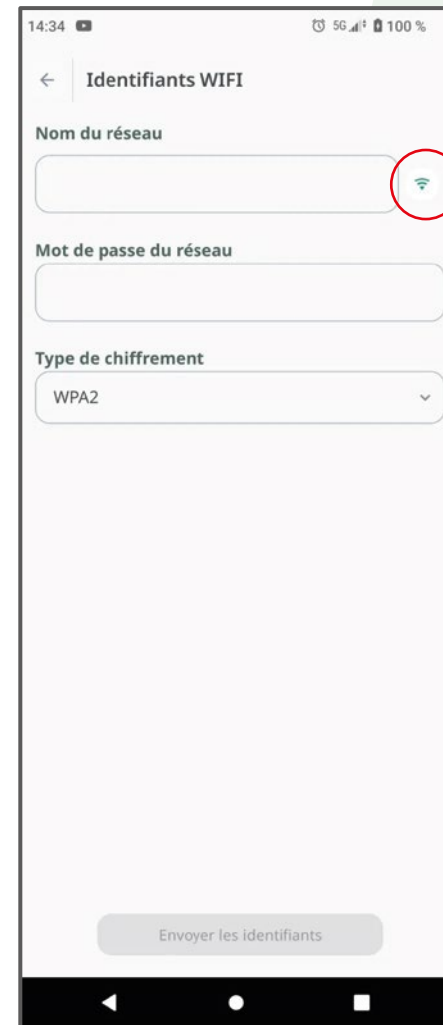 14:34 5G 100 %
Identifiants WIFI
Nom du réseau
Mot de passe du réseau
Type de chiffrement
WPA2
Envoyer les identifiants